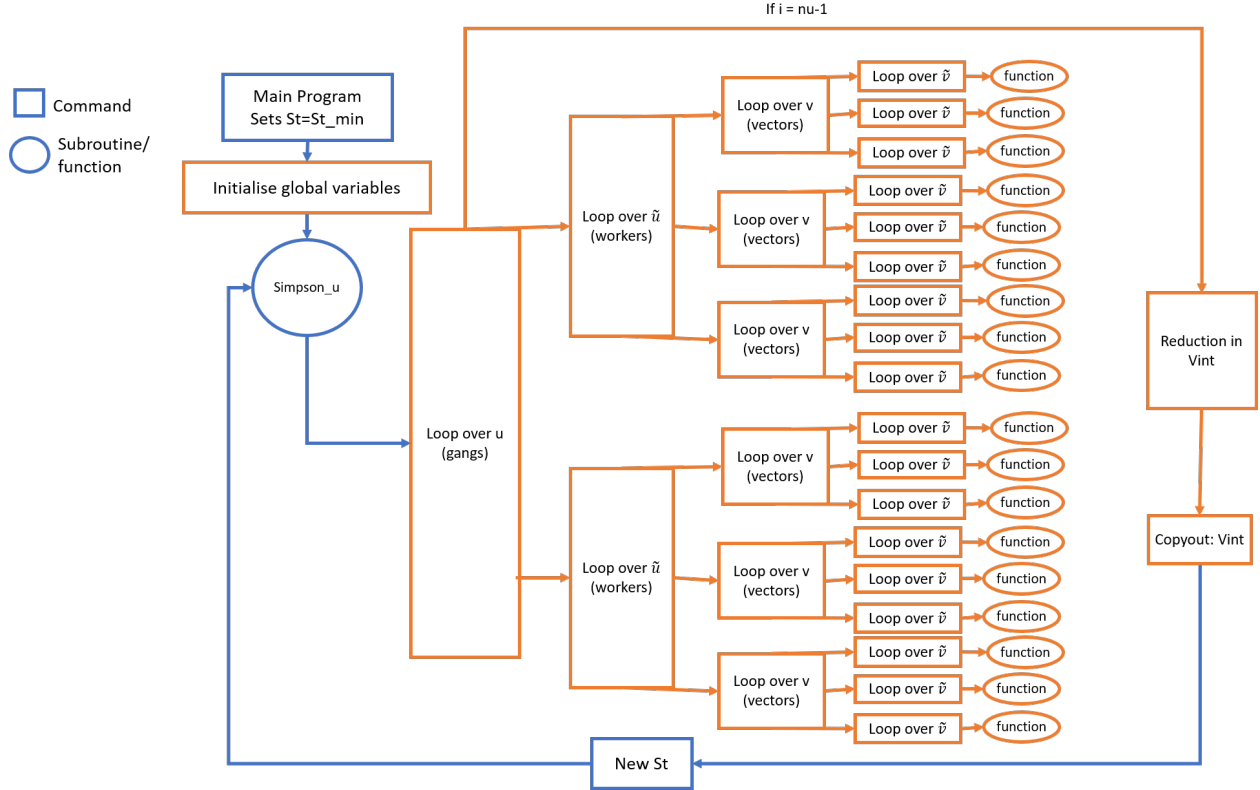 If i = nu-1
Command
Subroutine/
function
Main Program
Sets St=St_min
Initialise global variables
Simpson_u
Loop over u
(gangs)
Loop over ũ
(workers)
Loop over v
(vectors)
Loop over ṽ
function
Loop over ṽ
function
Loop over ṽ
function
Loop over v
(vectors)
Loop over ṽ
function
Loop over ṽ
function
Loop over ṽ
function
Loop over v
(vectors)
Loop over ṽ
function
Loop over ṽ
function
Loop over ṽ
function
Loop over ũ
(workers)
Loop over v
(vectors)
Loop over ṽ
function
Loop over ṽ
function
Loop over ṽ
function
Loop over v
(vectors)
Loop over ṽ
function
Loop over ṽ
function
Loop over ṽ
function
Loop over v
(vectors)
Loop over ṽ
function
Loop over ṽ
function
Loop over ṽ
function
Reduction in
Vint
Copyout: Vint
New St